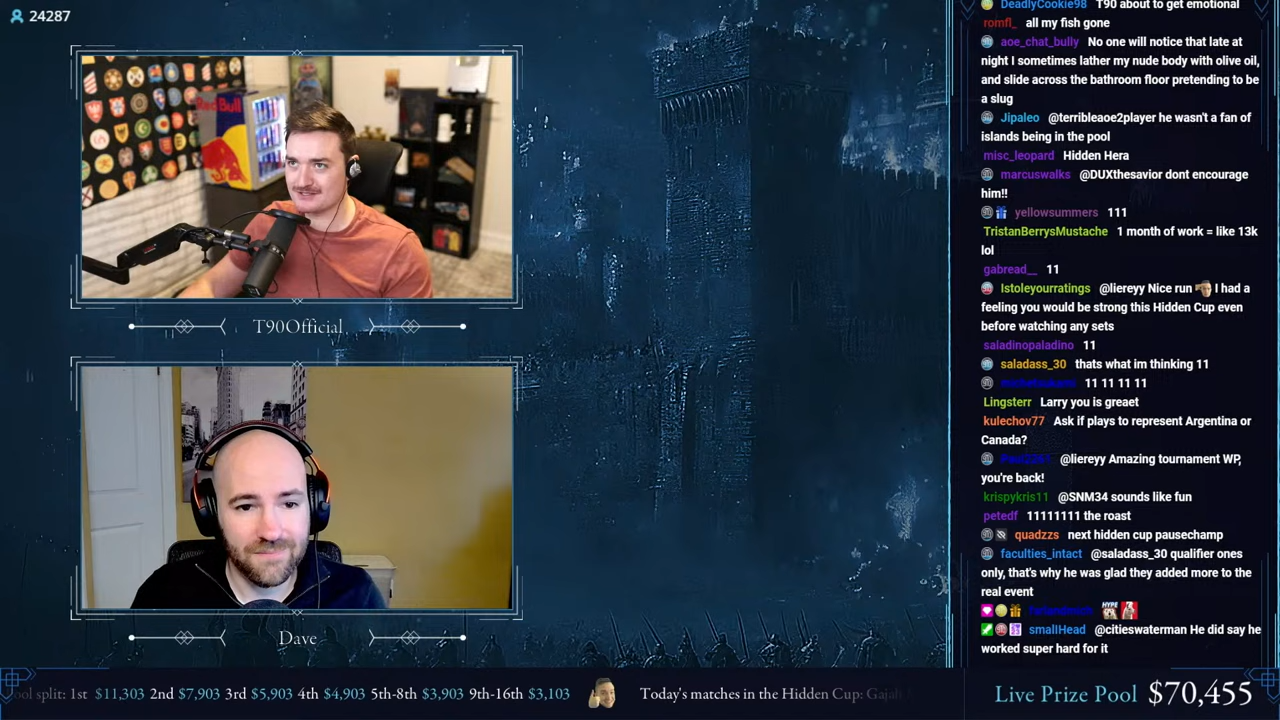 24287
RedBull
T90Official
Dave
DeadlyCookie98 T90 about to get emotional
romfl_ all my fish gone
aoe_chat_bully No one will notice that late at
night I sometimes lather my nude body with olive oil,
and slide across the bathroom floor pretending to be
a slug
Jipaleo @terribleaoe2player he wasn't a fan of
islands being in the pool
misc_leopard Hidden Hera
marcuswalks @DUXthesavior dont encourage
him!!
yellowsummers 111
TristanBerrysMustache 1 month of work = like 13k
lol
gabread__ 11
Istoleyourratings @liereyy Nice run I had a
feeling you would be strong this Hidden Cup even
before watching any sets
saladinopaladino 11
saladass_30 thats what im thinking 11
11 11 11 11
Lingsterr Larry you is greaet
kulechov77 Ask if plays to represent Argentina or
Canada?
@liereyy Amazing tournament WP,
you're back!
krispykris11 @SNM34 sounds like fun
petedf 11111111 the roast
quadzzs next hidden cup pausechamp
faculties_intact @saladass_30 qualifier ones
only, that's why he was glad they added more to the
real event
HYPE
smallHead @citieswaterman He did say he
worked super hard for it
ool split: 1st $11,303 2nd $7,903 3rd $5,903 4th $4,903 5th-8th $3,903 9th-16th $3,103
Today's matches in the Hidden Cup: Gajah
Live Prize Pool $70,455